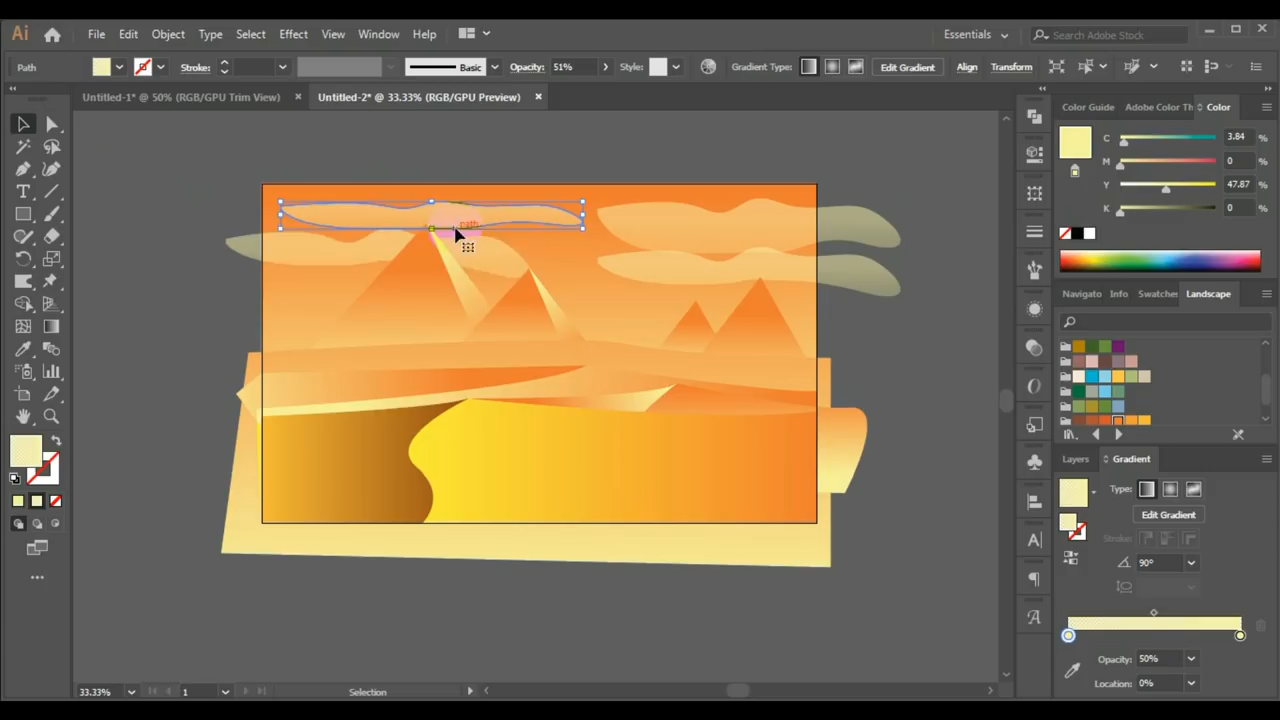 Ai File Edit Object Type Select Effect View Window Help Essentials Search Adobe Stock
Path Stroke: Basic Opacity: 51% Style: Gradient Type: Edit Gradient Align Transform
Untitled-1* @ 50% (RGB/GPU Trim View) × Untitled-2* @ 33.33% (RGB/GPU Preview) ×
Color Guide Adobe Color Th Color
C 3.84 %
M 0 %
Y 47.87 %
K 0 %
path
Navigato Info Swatches Landscape
Layers Gradient
Type:
Edit Gradient
Stroke:
90°
Opacity: 50%
Location: 0%
33.33% 1 Selection